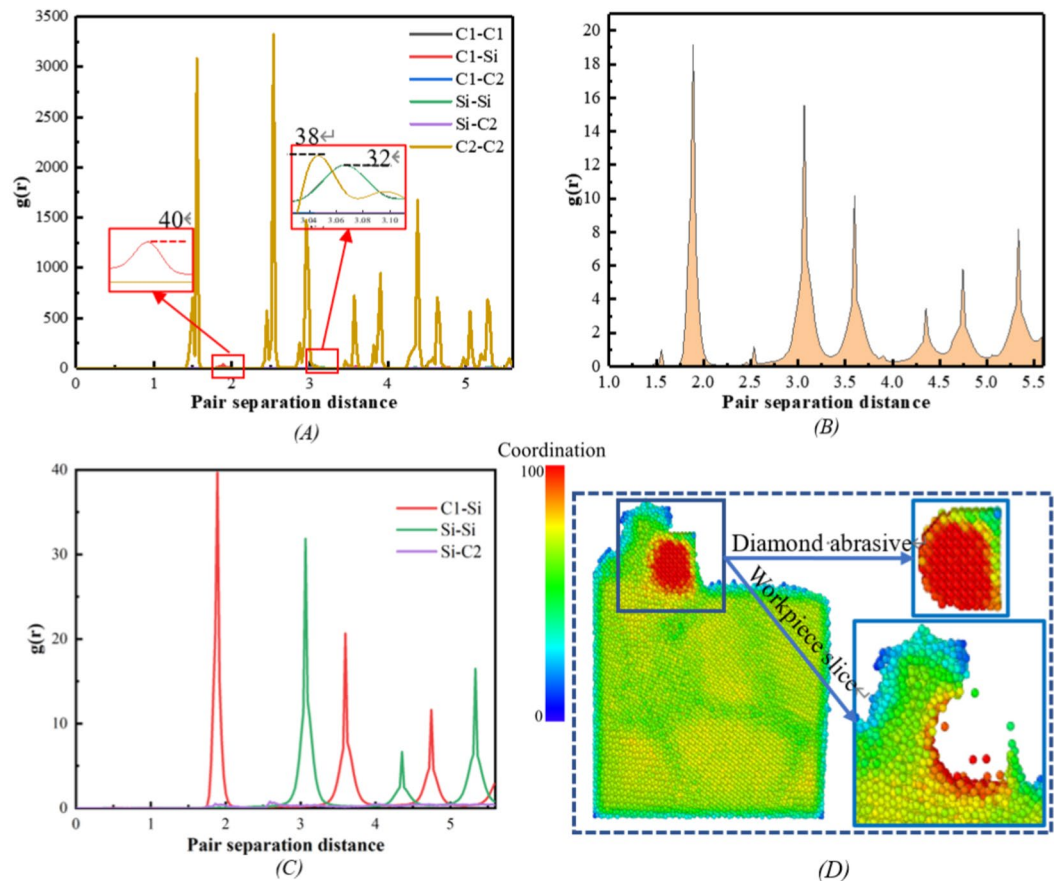 3500
3000
2500
2000
1500
1000
500
0
g(r)
C1-C1
C1-Si
C1-C2
Si-Si
Si-C2
C2-C2
38↵
32↵
3.04 3.06 3.08 3.10
40↵
1 2 3 4 5
Pair separation distance
(A)
20
18
16
14
12
10
8
6
4
2
0
g(r)
1.0 1.5 2.0 2.5 3.0 3.5 4.0 4.5 5.0 5.5
Pair separation distance
(B)
40
30
20
10
0
g(r)
C1-Si
Si-Si
Si-C2
0 1 2 3 4 5
Pair separation distance
(C)
Coordination
100
0
Diamond·abrasive↵
Workpiece slice↵
(D)